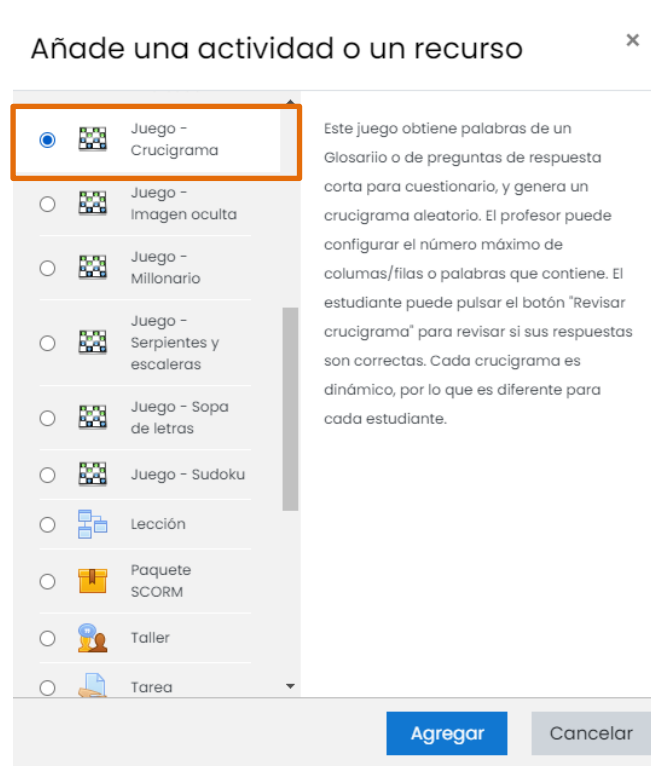 Añade una actividad o un recurso
×
Juego -
Crucigrama
Juego -
Imagen oculta
Juego -
Millonario
Juego -
Serpientes y
escaleras
Juego - Sopa
de letras
Juego - Sudoku
Lección
Paquete
SCORM
Taller
Tarea
Este juego obtiene palabras de un
Glosariio o de preguntas de respuesta
corta para cuestionario, y genera un
crucigrama aleatorio. El profesor puede
configurar el número máximo de
columas/filas o palabras que contiene. El
estudiante puede pulsar el botón "Revisar
crucigrama" para revisar si sus respuestas
son correctas. Cada crucigrama es
dinámico, por lo que es diferente para
cada estudiante.
Agregar
Cancelar